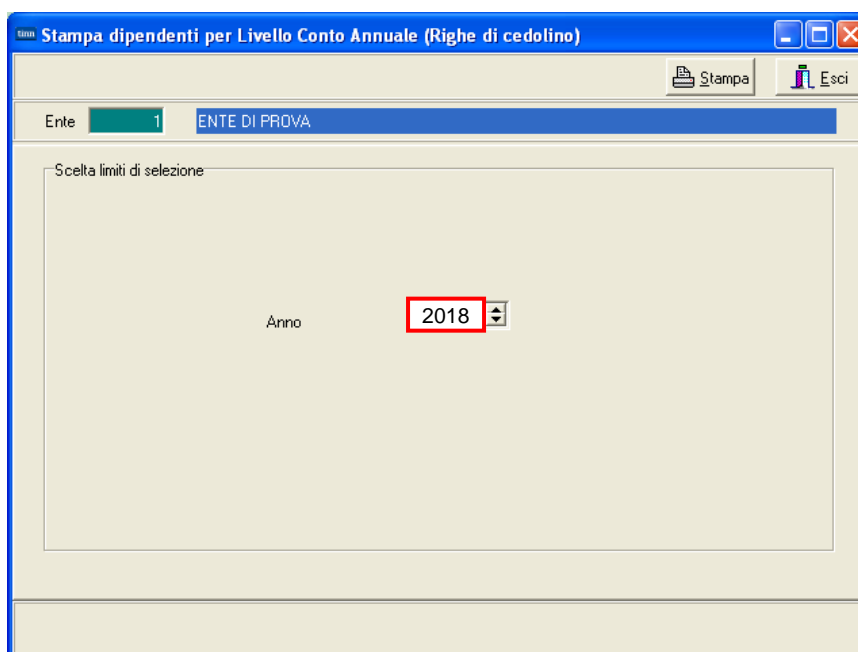 tinn Stampa dipendenti per Livello Conto Annuale (Righe di cedolino)
Stampa Esci
Ente 1 ENTE DI PROVA
Scelta limiti di selezione
Anno 2018